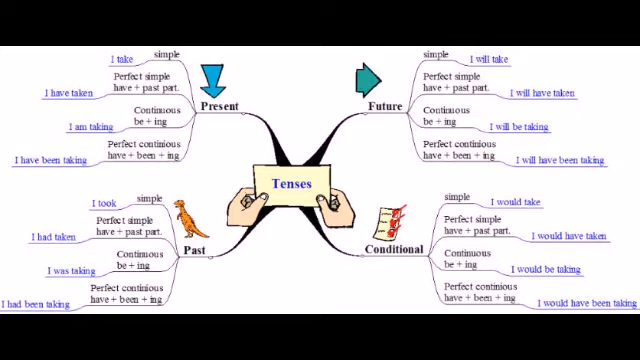 I take
simple
I have taken
Perfect simple
have + past part.
I am taking
Continuous
be + ing
I have been taking
Perfect continious
have + been + ing
Present
simple
I will take
Perfect simple
have + past part.
I will have taken
Continuous
be + ing
I will be taking
Perfect continious
have + been + ing
I will have been taking
Future
Tenses
I took
simple
I had taken
Perfect simple
have + past part.
I was taking
Continuous
be + ing
I had been taking
Perfect continious
have + been + ing
Past
simple
I would take
Perfect simple
have + past part.
I would have taken
Continuous
be + ing
I would be taking
Perfect continious
have + been + ing
I would have been taking
Conditional